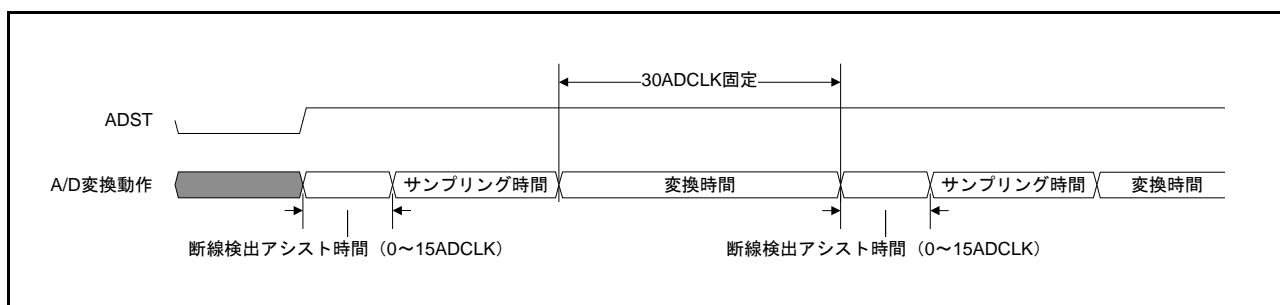 30ADCLK固定
ADST
A/D変換動作
サンプリング時間
変換時間
サンプリング時間
変換時間
断線検出アシスト時間（0～15ADCLK）
断線検出アシスト時間（0～15ADCLK）